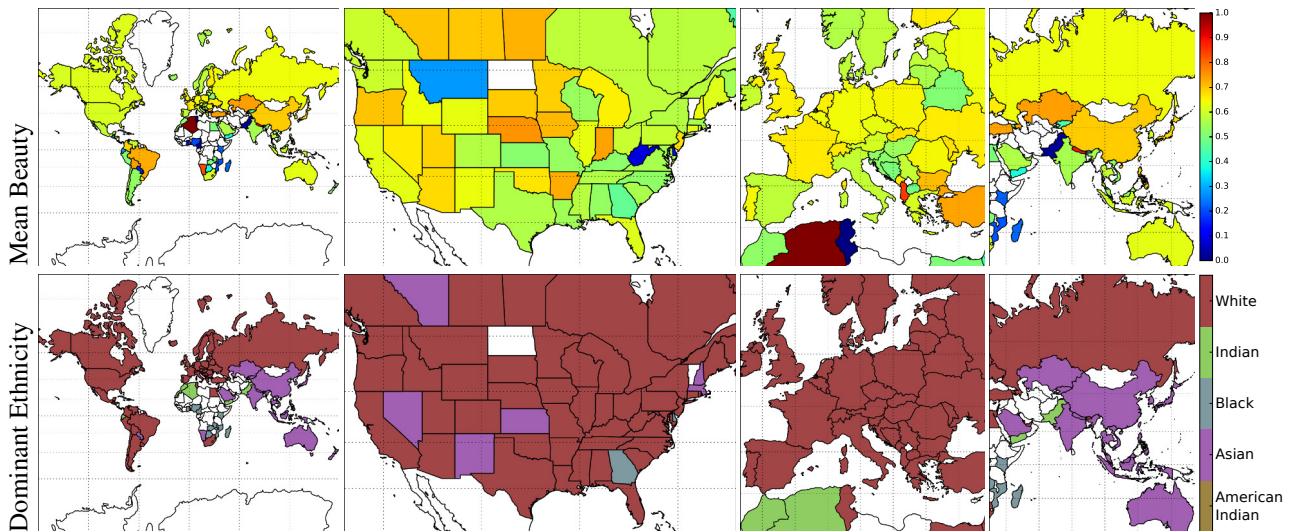 Mean Beauty
1.0
0.9
0.8
0.7
0.6
0.5
0.4
0.3
0.2
0.1
0.0
Dominant Ethnicity
White
Indian
Black
Asian
American
Indian